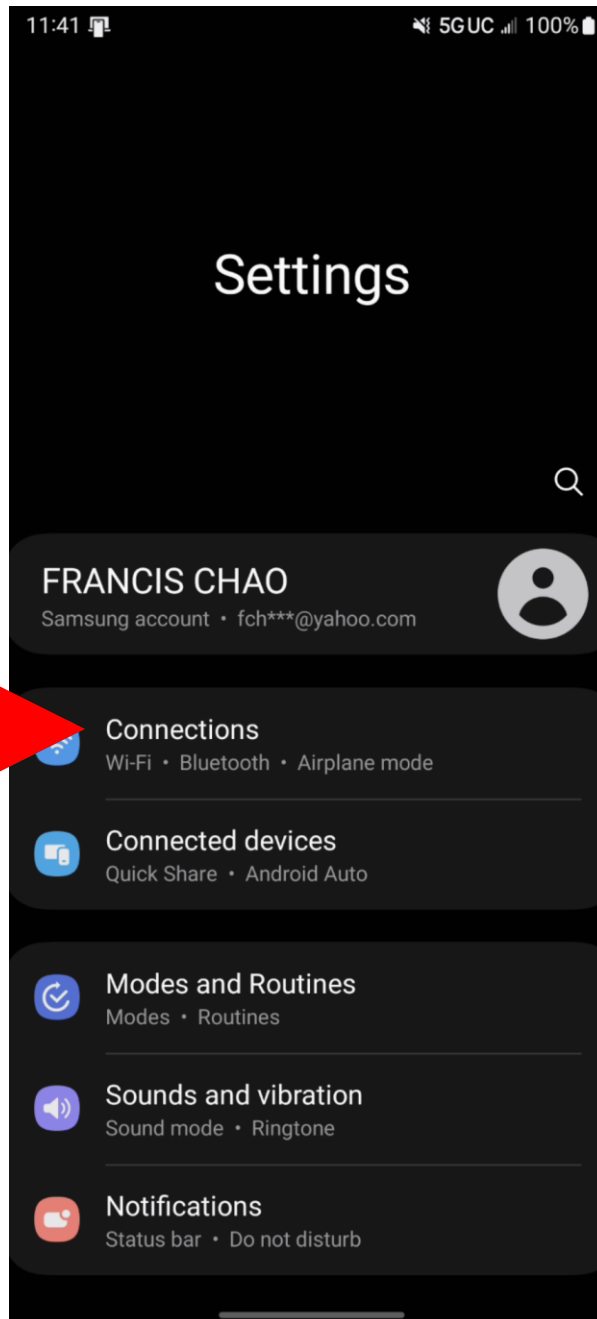 11:41 5G UC 100%
Settings
FRANCIS CHAO
Samsung account • fch***@yahoo.com
Connections
Wi-Fi • Bluetooth • Airplane mode
Connected devices
Quick Share • Android Auto
Modes and Routines
Modes • Routines
Sounds and vibration
Sound mode • Ringtone
Notifications
Status bar • Do not disturb